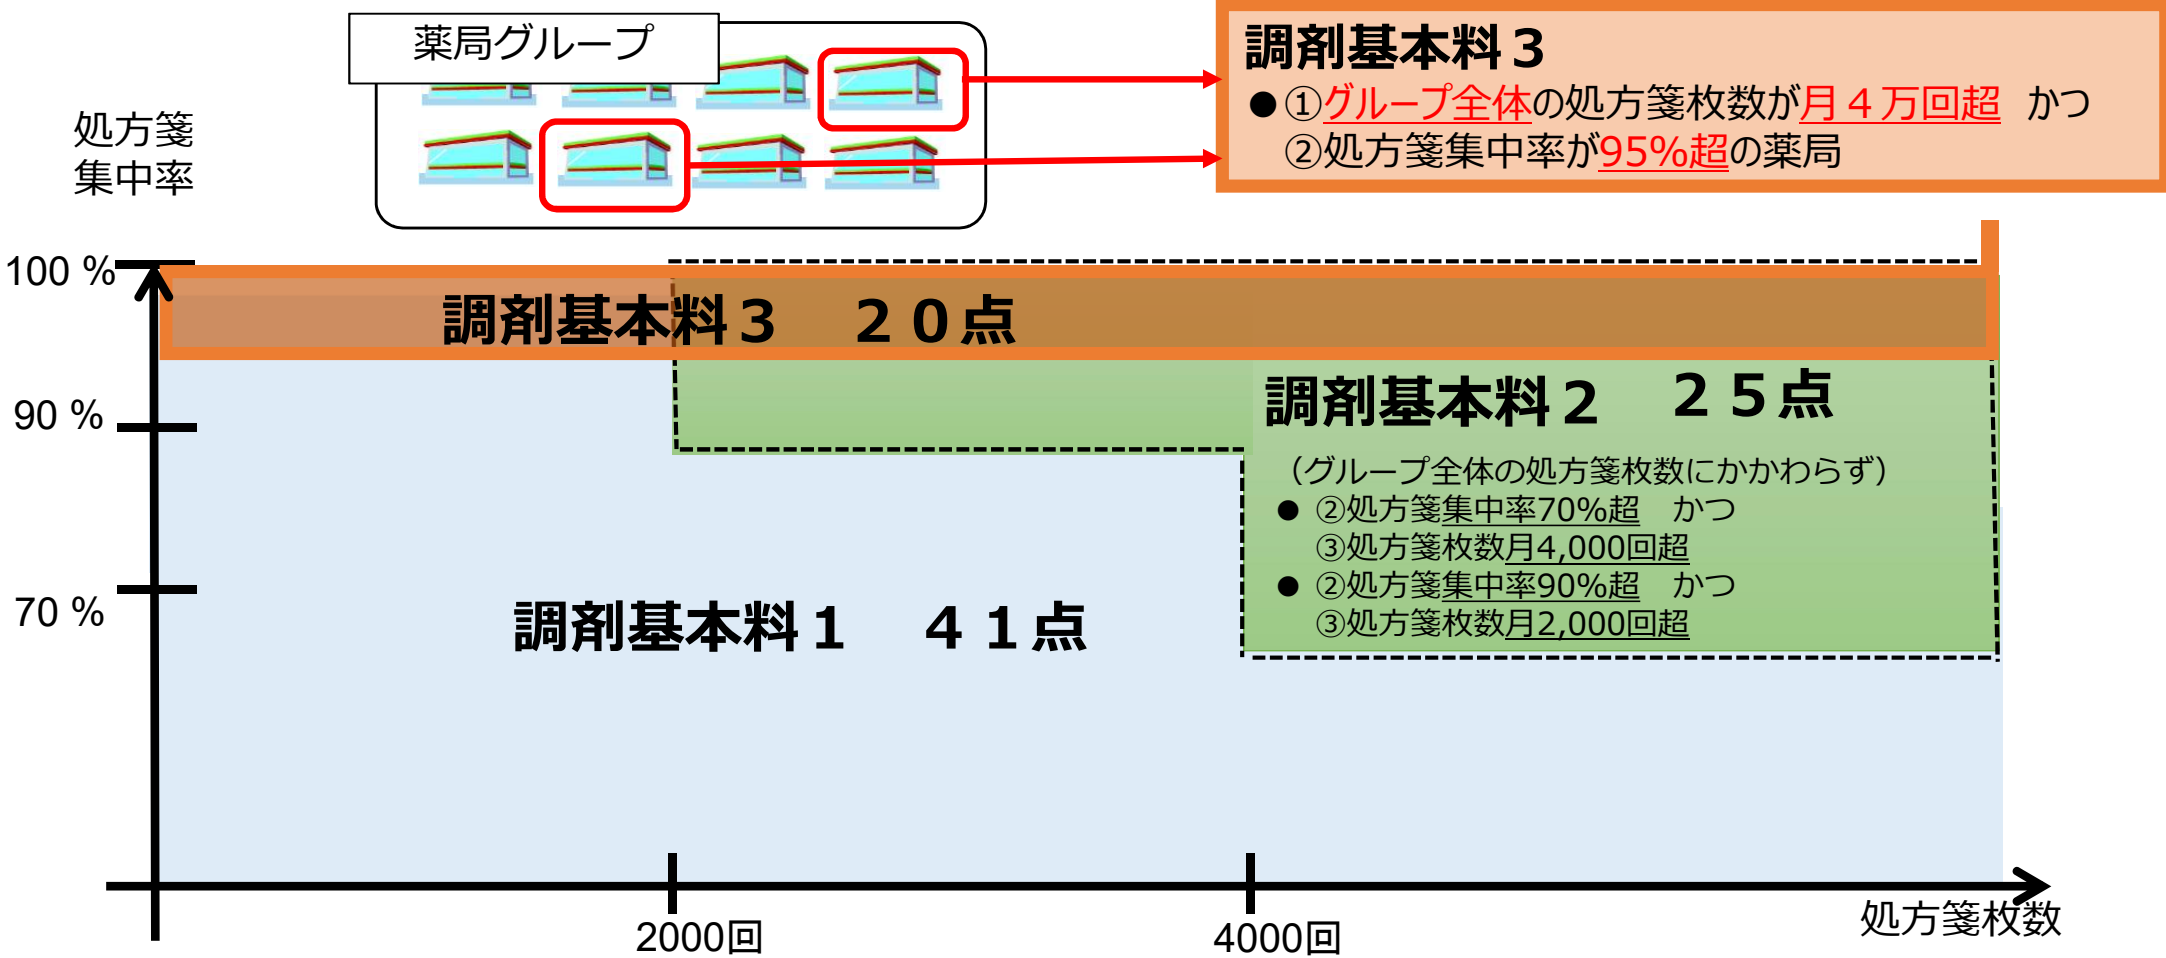 薬局グループ
調剤基本料３
●①グループ全体の処方箋枚数が月４万回超　かつ
②処方箋集中率が95%超の薬局
処方箋
集中率
100 %
調剤基本料３　２０点
90 %
調剤基本料２　２５点
（グループ全体の処方箋枚数にかかわらず）
● ②処方箋集中率70%超　かつ
③処方箋枚数月4,000回超
● ②処方箋集中率90%超　かつ
③処方箋枚数月2,000回超
70 %
調剤基本料１　４１点
2000回
4000回
処方箋枚数